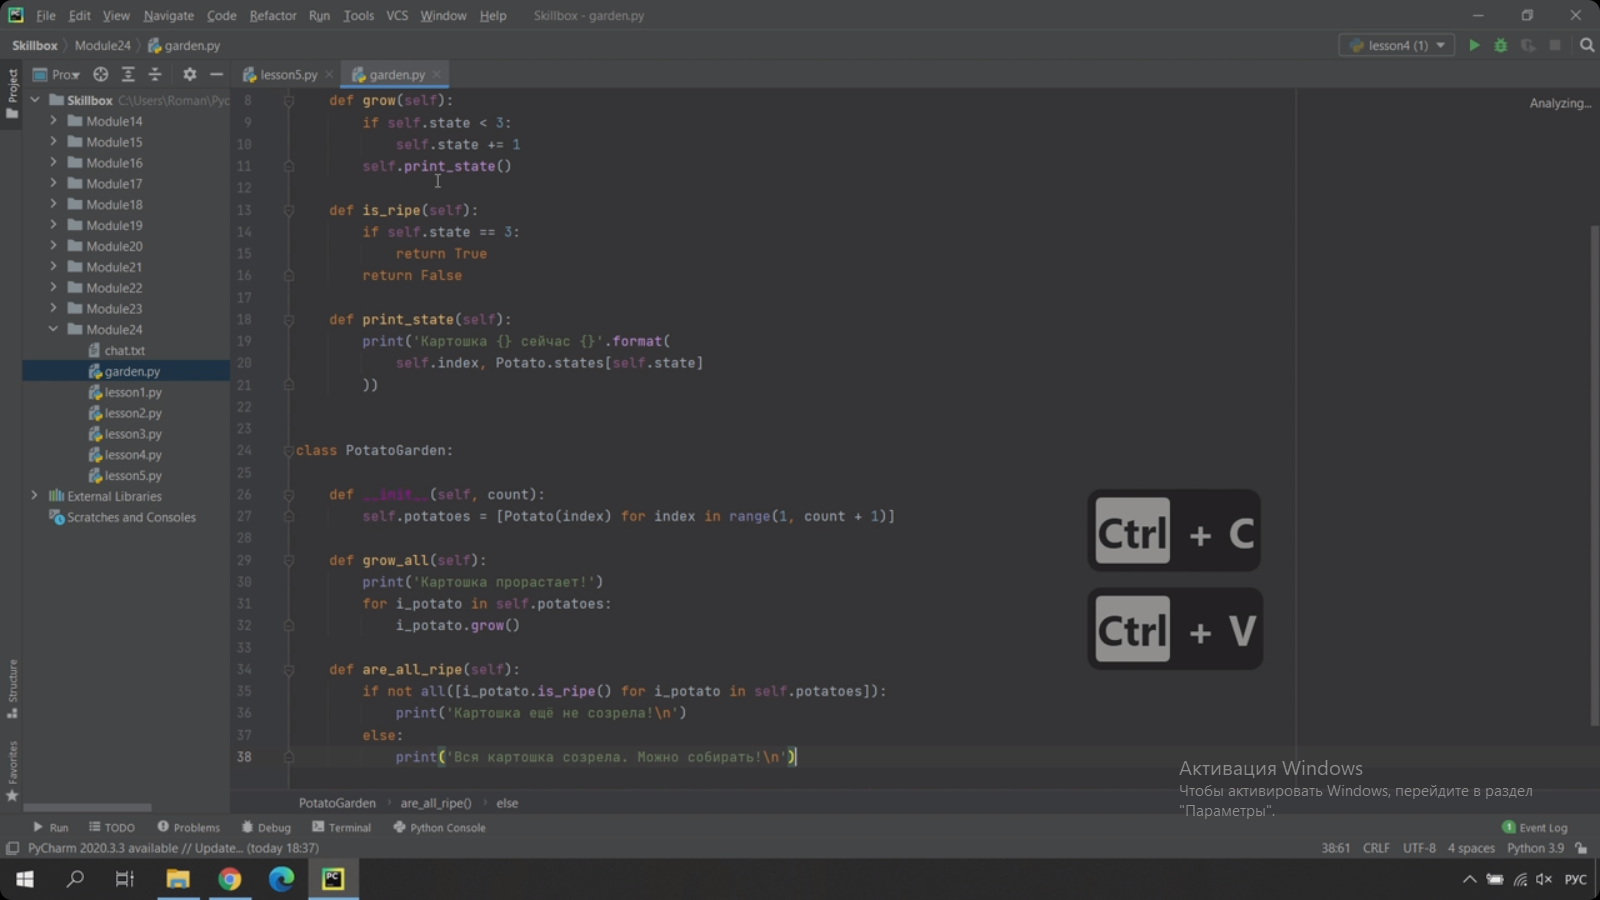 File Edit View Navigate Code Refactor Run Tools VCS Window Help Skillbox - garden.py
Skillbox Module24 garden.py lesson4 (1)
Project Pro... lesson5.py garden.py
Analyzing...
Skillbox C:\Users\Roman\Pyc
Module14
Module15
Module16
Module17
Module18
Module19
Module20
Module21
Module22
Module23
Module24
chat.txt
garden.py
lesson1.py
lesson2.py
lesson3.py
lesson4.py
lesson5.py
External Libraries
Scratches and Consoles
Structure
Favorites
8 def grow(self):
9 if self.state < 3:
10 self.state += 1
11 self.print_state()
12
13 def is_ripe(self):
14 if self.state == 3:
15 return True
16 return False
17
18 def print_state(self):
19 print('Картошка {} сейчас {}'.format(
20 self.index, Potato.states[self.state]
21 ))
22
23
24 class PotatoGarden:
25
26 def __init__(self, count):
27 self.potatoes = [Potato(index) for index in range(1, count + 1)]
28
29 def grow_all(self):
30 print('Картошка прорастает!')
31 for i_potato in self.potatoes:
32 i_potato.grow()
33
34 def are_all_ripe(self):
35 if not all([i_potato.is_ripe() for i_potato in self.potatoes]):
36 print('Картошка ещё не созрела!\n')
37 else:
38 print('Вся картошка созрела. Можно собирать!\n')
Ctrl + C
Ctrl + V
Активация Windows
Чтобы активировать Windows, перейдите в раздел
"Параметры".
PotatoGarden are_all_ripe() else
Run TODO Problems Debug Terminal Python Console 1 Event Log
PyCharm 2020.3.3 available // Update... (today 18:37) 38:61 CRLF UTF-8 4 spaces Python 3.9
PC РУС